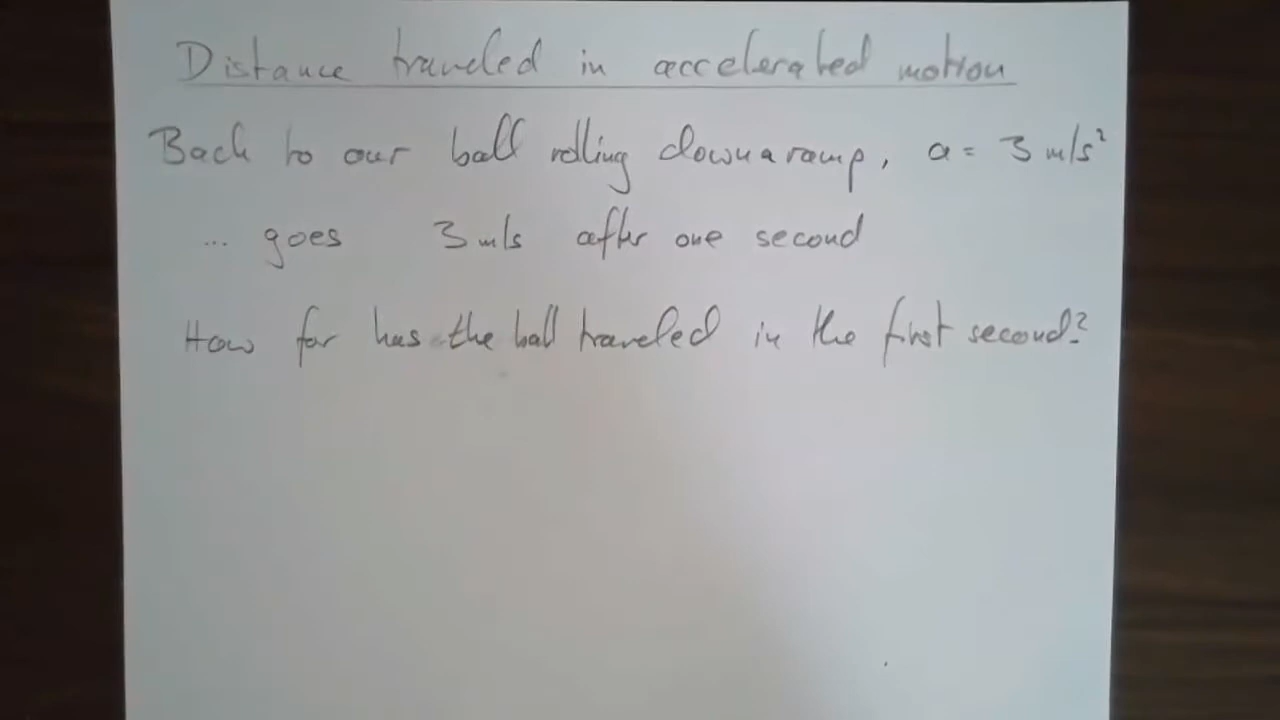 Distance traveled in accelerated motion
Back to our ball rolling down a ramp, a = 3 m/s²
... goes 3 m/s after one second
How far has the ball traveled in the first second?